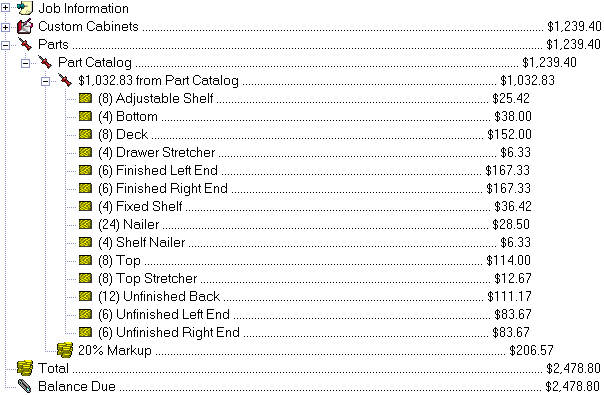 Job Information
Custom Cabinets $1,239.40
Parts $1,239.40
Part Catalog $1,239.40
$1,032.83 from Part Catalog $1,032.83
(8) Adjustable Shelf $25.42
(4) Bottom $38.00
(8) Deck $152.00
(4) Drawer Stretcher $6.33
(6) Finished Left End $167.33
(6) Finished Right End $167.33
(4) Fixed Shelf $36.42
(24) Nailer $28.50
(4) Shelf Nailer $6.33
(8) Top $114.00
(8) Top Stretcher $12.67
(12) Unfinished Back $111.17
(6) Unfinished Left End $83.67
(6) Unfinished Right End $83.67
20% Markup $206.57
Total $2,478.80
Balance Due $2,478.80